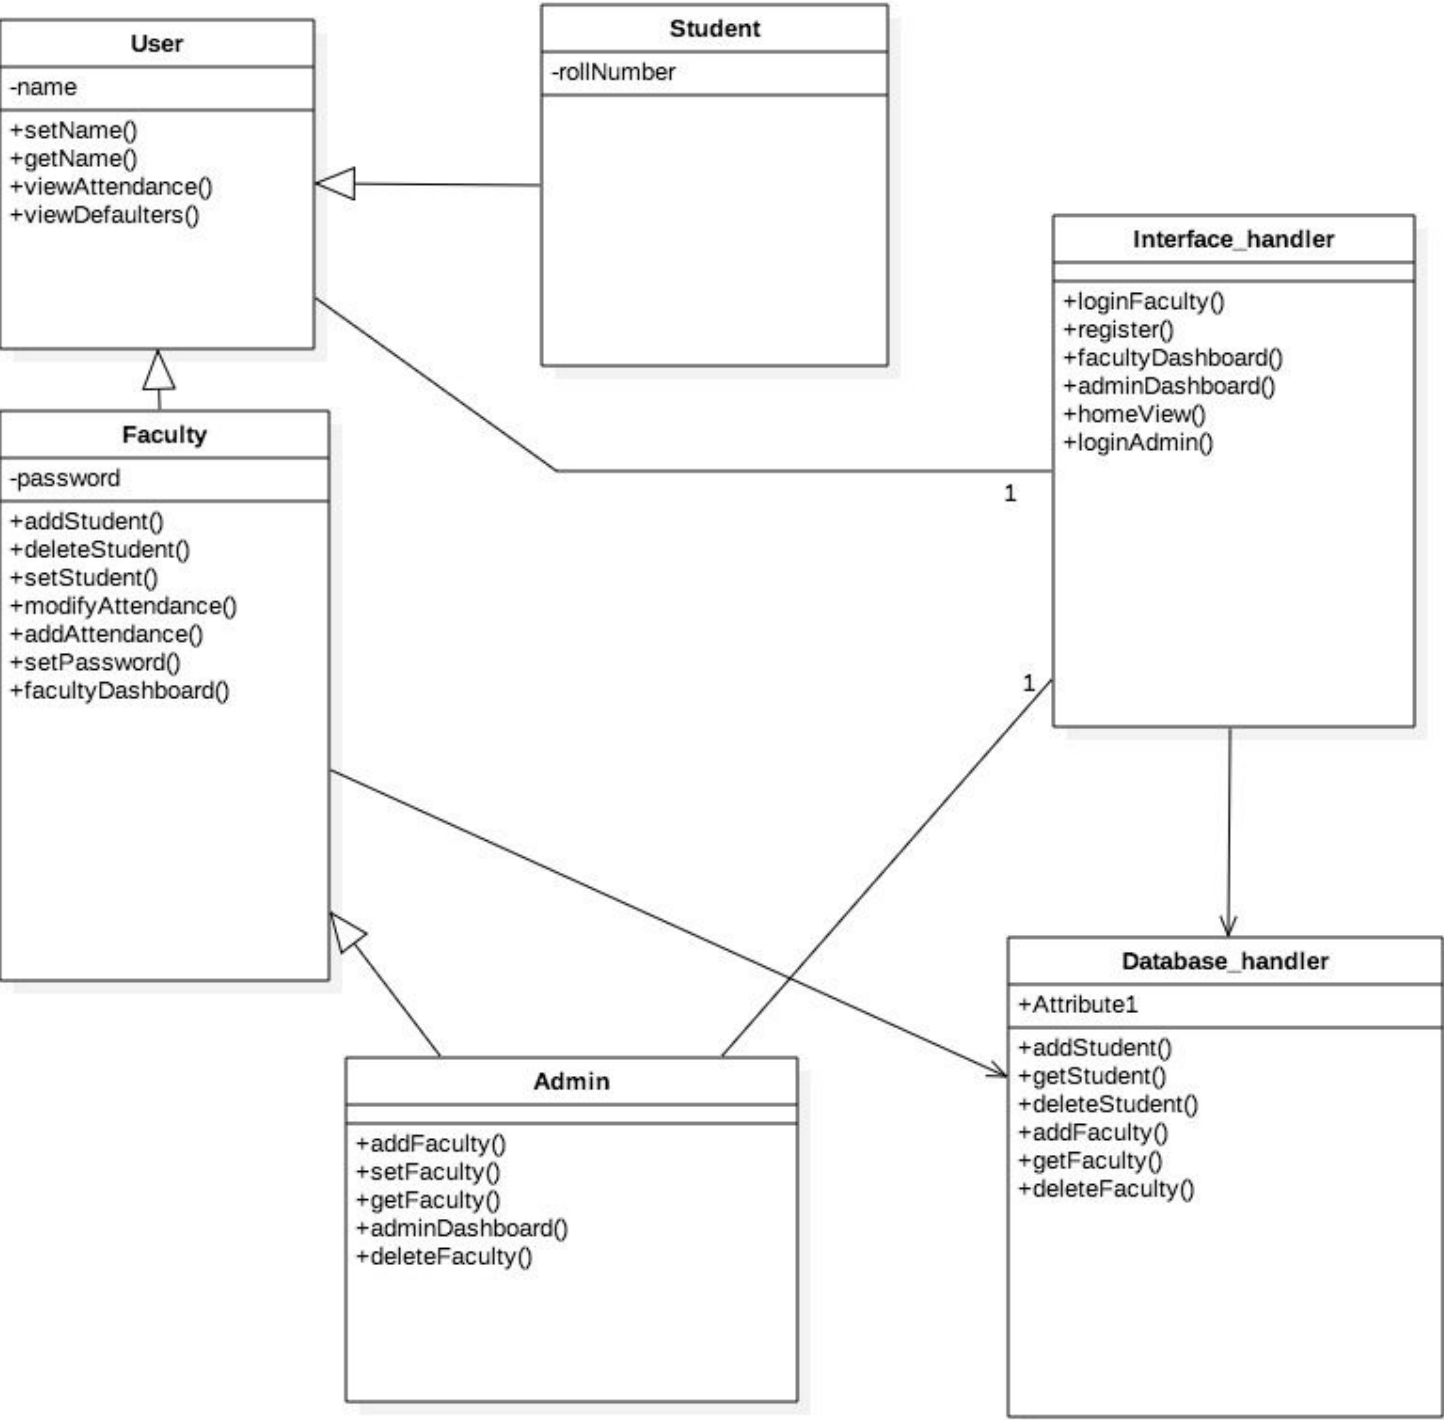 User
-name
+setName()
+getName()
+viewAttendance()
+viewDefaulters()
Student
-rollNumber
Interface_handler
+loginFaculty()
+register()
+facultyDashboard()
+adminDashboard()
+homeView()
+loginAdmin()
1
1
Faculty
-password
+addStudent()
+deleteStudent()
+setStudent()
+modifyAttendance()
+addAttendance()
+setPassword()
+facultyDashboard()
Admin
+addFaculty()
+setFaculty()
+getFaculty()
+adminDashboard()
+deleteFaculty()
Database_handler
+Attribute1
+addStudent()
+getStudent()
+deleteStudent()
+addFaculty()
+getFaculty()
+deleteFaculty()